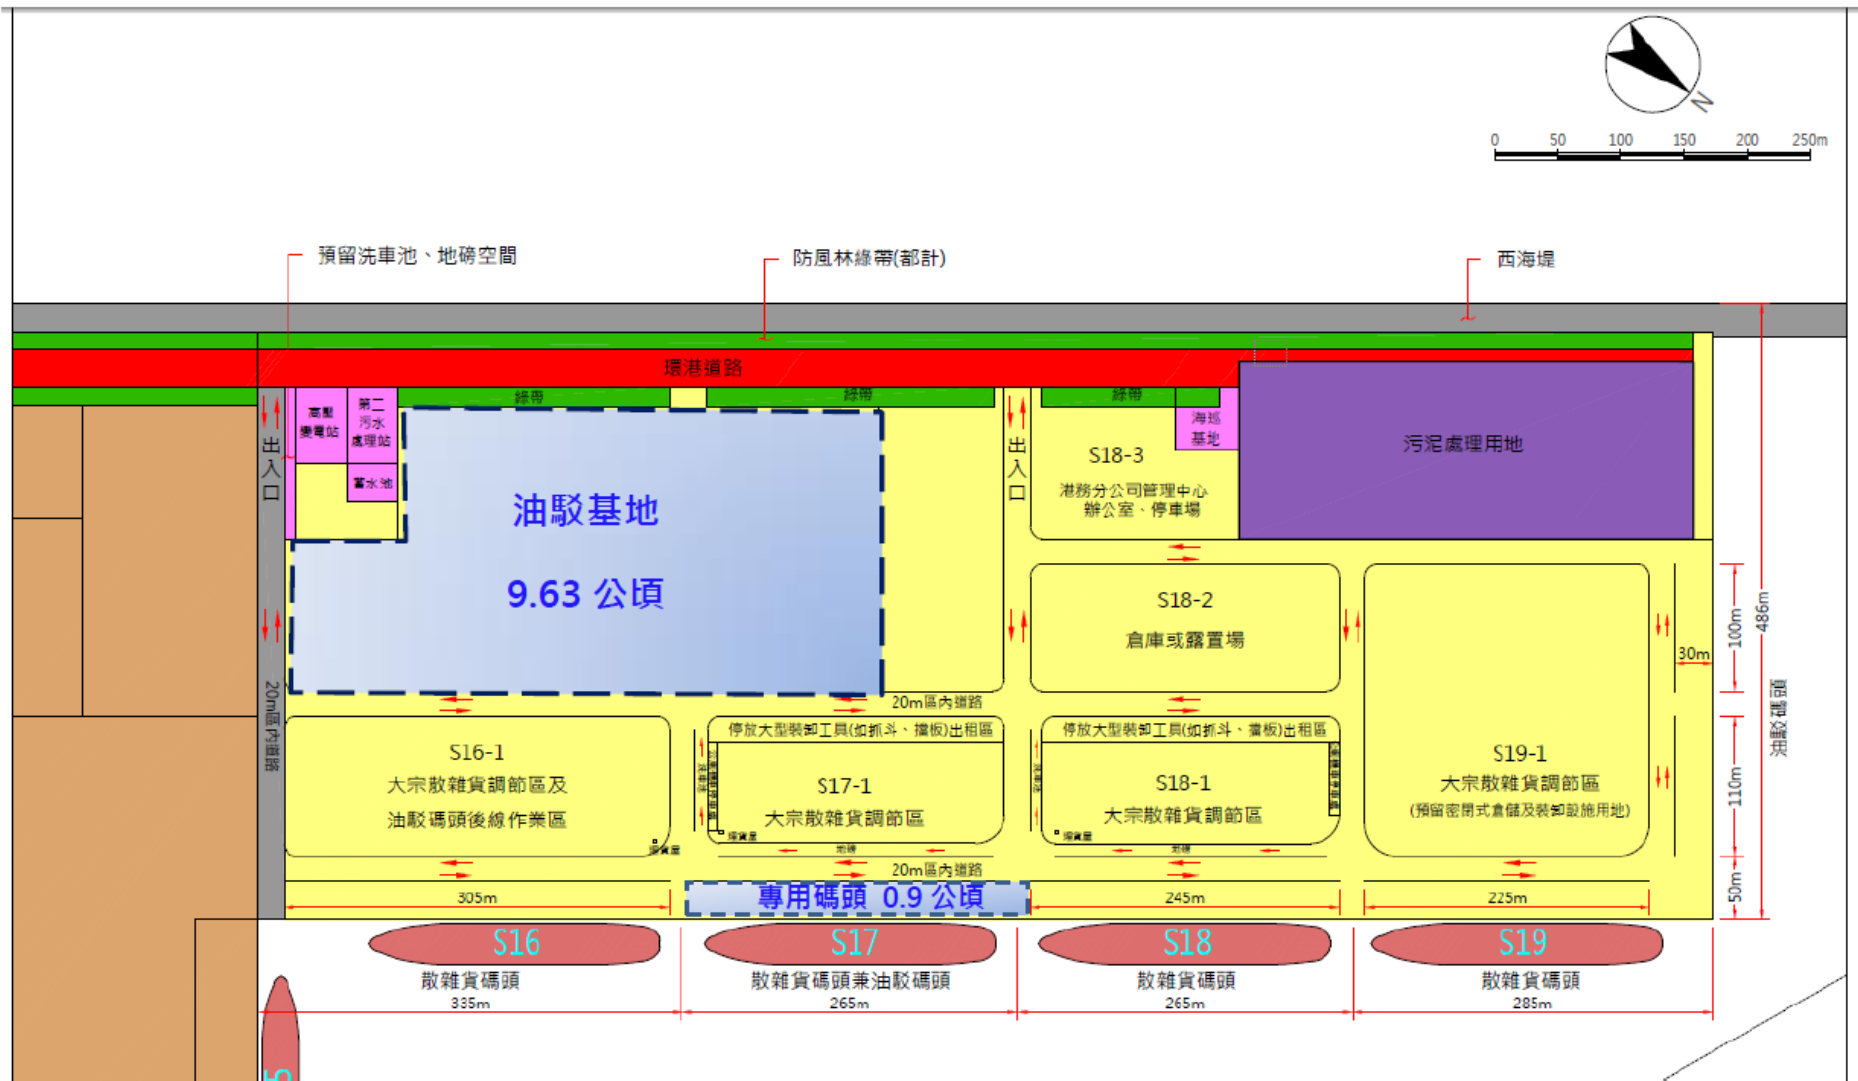 N
0 50 100 150 200 250m
預留洗車池、地磅空間
防風林綠帶(都計)
西海堤
環港道路
綠帶
綠帶
綠帶
高壓
變電站
第二
污水
處理站
蓄水池
出入口
出入口
海巡
基地
污泥處理用地
油駁基地
9.63 公頃
S18-3
港務分公司管理中心
辦公室、停車場
S18-2
倉庫或露置場
100m
486m
30m
油駁碼頭
20m區內道路
20m區內道路
S16-1
大宗散雜貨調節區及
油駁碼頭後線作業區
停放大型裝卸工具(如抓斗、擋板)出租區
S17-1
大宗散雜貨調節區
停放大型裝卸工具(如抓斗、擋板)出租區
S18-1
大宗散雜貨調節區
S19-1
大宗散雜貨調節區
(預留密閉式倉儲及裝卸設施用地)
110m
地磅
地磅
20m區內道路
50m
305m
專用碼頭 0.9 公頃
245m
225m
S16
S17
S18
S19
散雜貨碼頭
散雜貨碼頭兼油駁碼頭
散雜貨碼頭
散雜貨碼頭
335m
265m
265m
285m